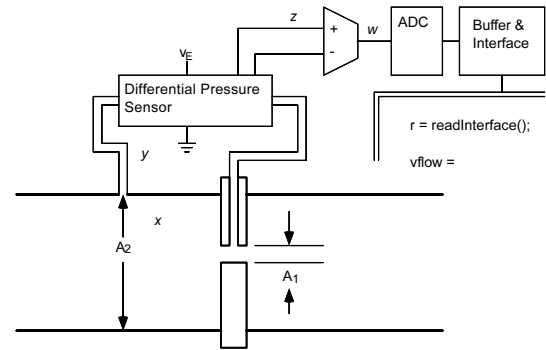 z
w
+
-
ADC
Buffer &
Interface
vE
Differential Pressure
Sensor
r = readInterface();
vflow =
y
x
A2
A1